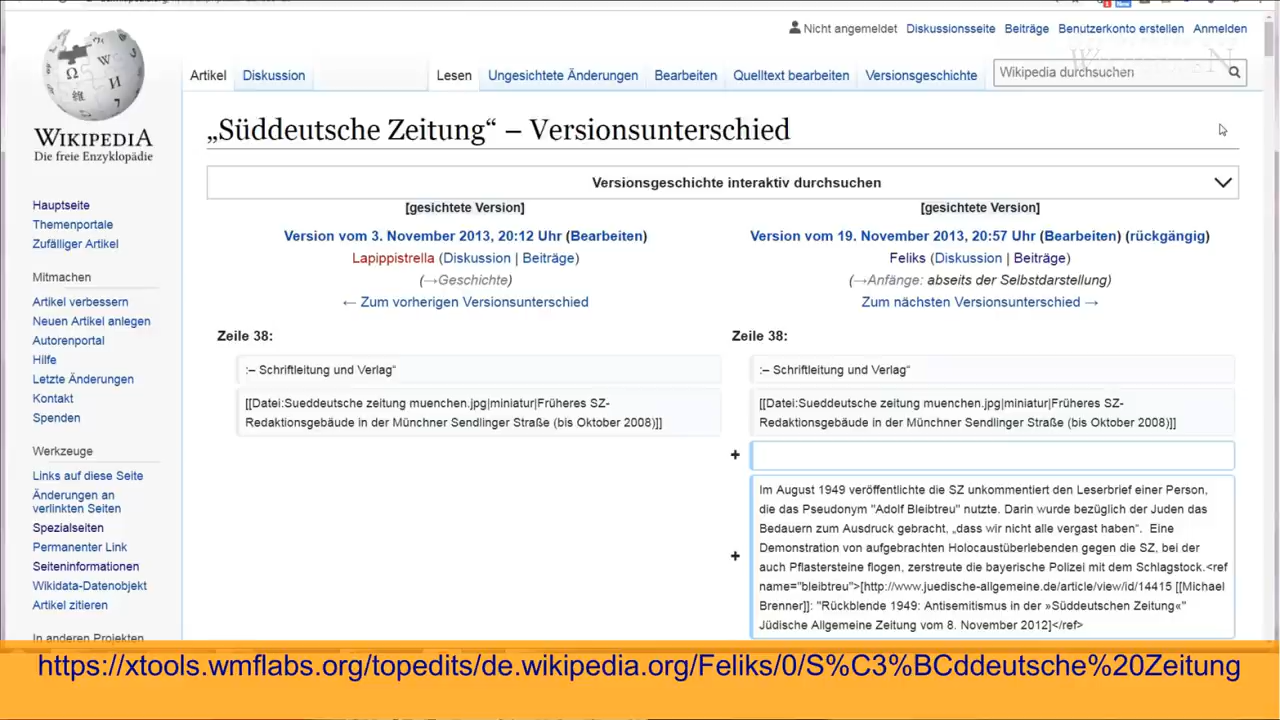 Nicht angemeldet Diskussionsseite Beiträge Benutzerkonto erstellen Anmelden
Artikel Diskussion Lesen Ungesichtete Änderungen Bearbeiten Quelltext bearbeiten Versionsgeschichte Wikipedia durchsuchen
WIKIPEDIA
Die freie Enzyklopädie
Hauptseite
Themenportale
Zufälliger Artikel
Mitmachen
Artikel verbessern
Neuen Artikel anlegen
Autorenportal
Hilfe
Letzte Änderungen
Kontakt
Spenden
Werkzeuge
Links auf diese Seite
Änderungen an
verlinkten Seiten
Spezialseiten
Permanenter Link
Seiteninformationen
Wikidata-Datenobjekt
Artikel zitieren
In anderen Projekten
„Süddeutsche Zeitung“ – Versionsunterschied
Versionsgeschichte interaktiv durchsuchen
[gesichtete Version]
Version vom 3. November 2013, 20:12 Uhr (Bearbeiten)
Lapippistrella (Diskussion | Beiträge)
(→Geschichte)
← Zum vorherigen Versionsunterschied
Zeile 38:
:– Schriftleitung und Verlag“
[[Datei:Sueddeutsche zeitung muenchen.jpg|miniatur|Früheres SZ-
Redaktionsgebäude in der Münchner Sendlinger Straße (bis Oktober 2008)]]
[gesichtete Version]
Version vom 19. November 2013, 20:57 Uhr (Bearbeiten) (rückgängig)
Feliks (Diskussion | Beiträge)
(→Anfänge: abseits der Selbstdarstellung)
Zum nächsten Versionsunterschied →
Zeile 38:
:– Schriftleitung und Verlag“
[[Datei:Sueddeutsche zeitung muenchen.jpg|miniatur|Früheres SZ-
Redaktionsgebäude in der Münchner Sendlinger Straße (bis Oktober 2008)]]
+
+
Im August 1949 veröffentlichte die SZ unkommentiert den Leserbrief einer Person,
die das Pseudonym "Adolf Bleibtreu" nutzte. Darin wurde bezüglich der Juden das
Bedauern zum Ausdruck gebracht, „dass wir nicht alle vergast haben“. Eine
Demonstration von aufgebrachten Holocaustüberlebenden gegen die SZ, bei der
auch Pflastersteine flogen, zerstreute die bayerische Polizei mit dem Schlagstock.<ref
name="bleibtreu">[http://www.juedische-allgemeine.de/article/view/id/14415 [[Michael
Brenner]]: "Rückblende 1949: Antisemitismus in der »Süddeutschen Zeitung«"
Jüdische Allgemeine Zeitung vom 8. November 2012]</ref>
https://xtools.wmflabs.org/topedits/de.wikipedia.org/Feliks/0/S%C3%BCddeutsche%20Zeitung